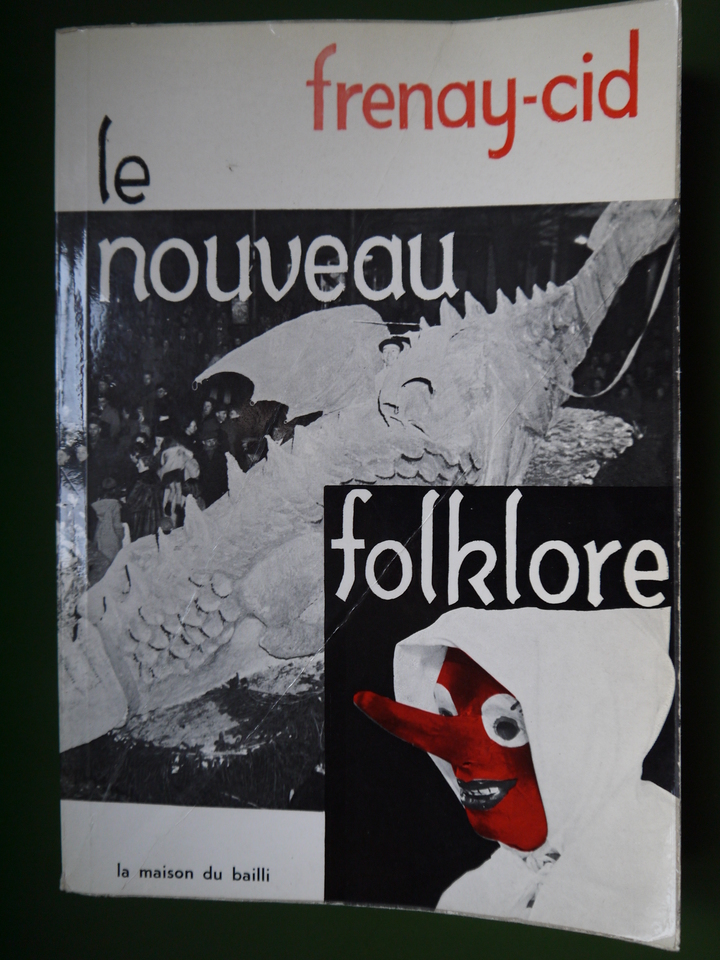 frenay-cid
le
nouveau
folklore
la maison du bailli